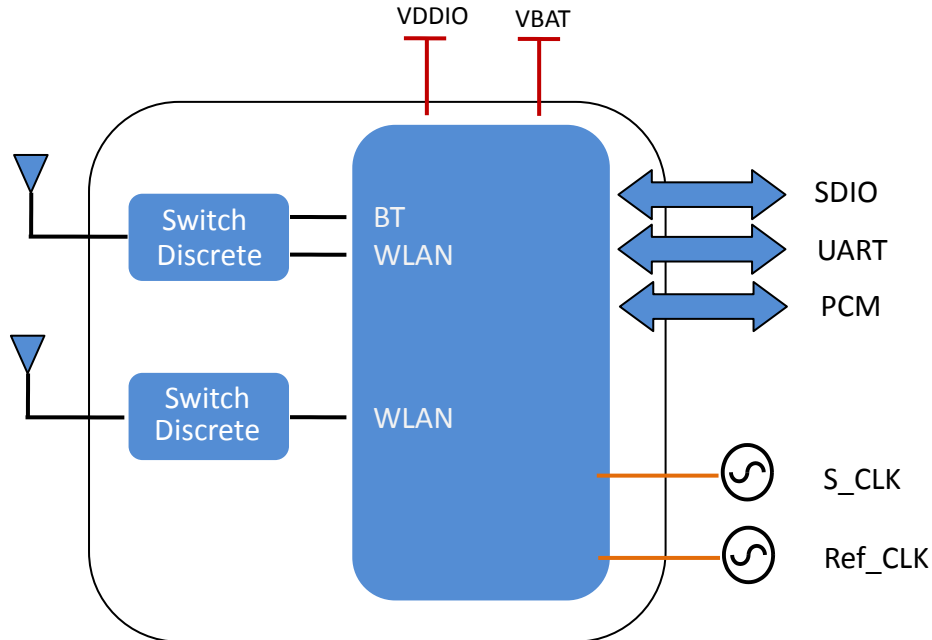 VDDIO
VBAT
Switch
Discrete
BT
WLAN
SDIO
UART
PCM
Switch
Discrete
WLAN
S_CLK
Ref_CLK